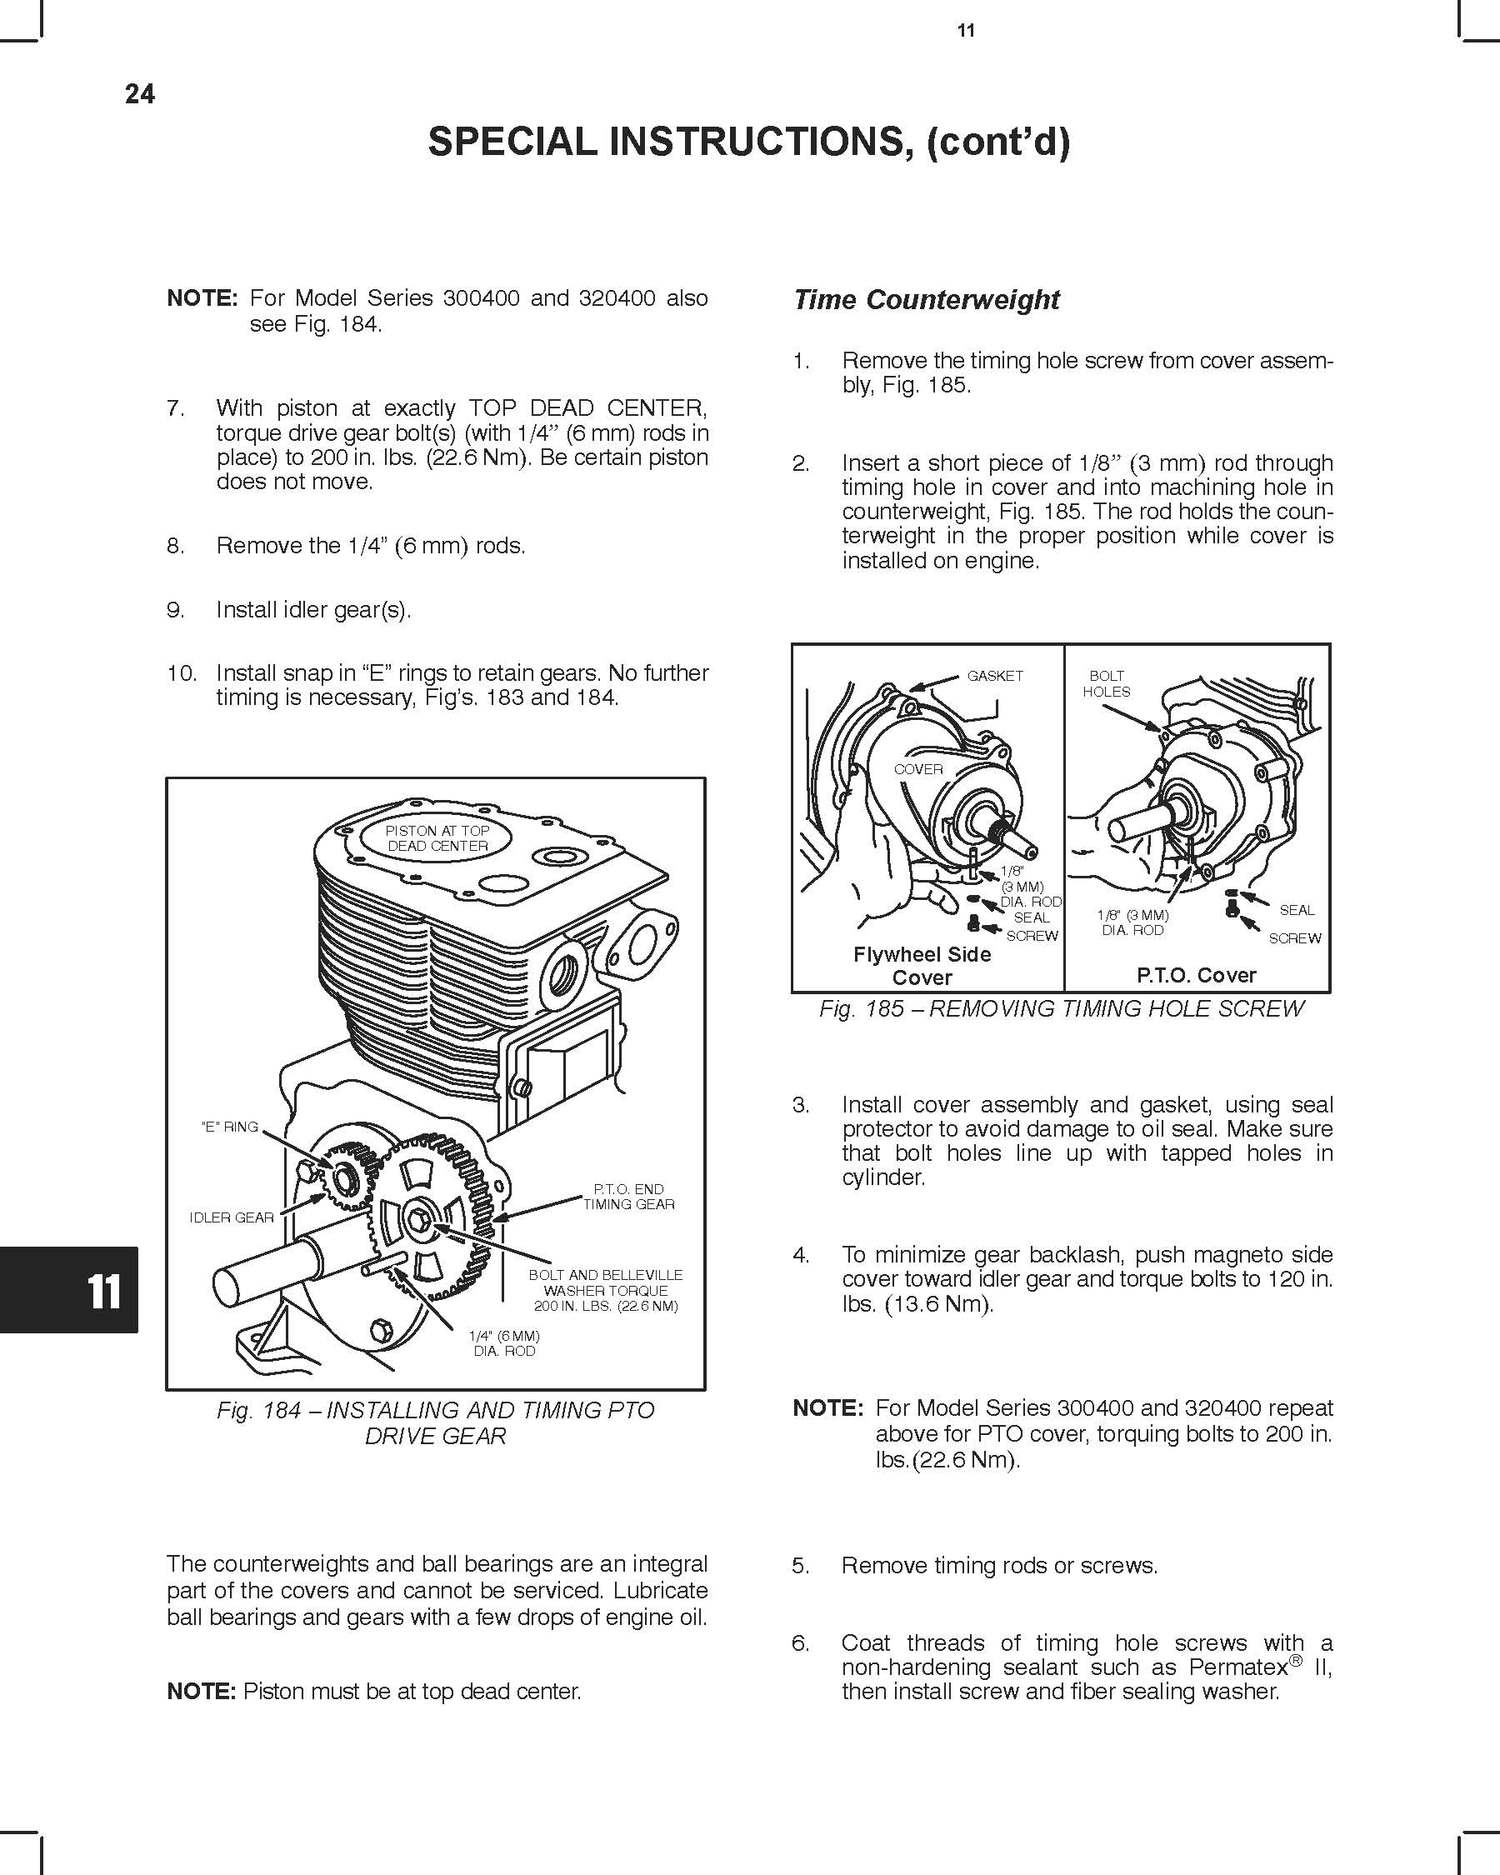 11
24
SPECIAL INSTRUCTIONS, (cont’d)
NOTE: For Model Series 300400 and 320400 also
see Fig. 184.
7. With piston at exactly TOP DEAD CENTER,
torque drive gear bolt(s) (with 1/4” (6 mm) rods in
place) to 200 in. lbs. (22.6 Nm). Be certain piston
does not move.
8. Remove the 1/4” (6 mm) rods.
9. Install idler gear(s).
10. Install snap in “E” rings to retain gears. No further
timing is necessary, Fig’s. 183 and 184.
PISTON AT TOP
DEAD CENTER
"E" RING
IDLER GEAR
P.T.O. END
TIMING GEAR
BOLT AND BELLEVILLE
WASHER TORQUE
200 IN. LBS. (22.6 NM)
1/4" (6 MM)
DIA. ROD
Fig. 184 – INSTALLING AND TIMING PTO
DRIVE GEAR
11
The counterweights and ball bearings are an integral
part of the covers and cannot be serviced. Lubricate
ball bearings and gears with a few drops of engine oil.
NOTE: Piston must be at top dead center.
Time Counterweight
1. Remove the timing hole screw from cover assem-
bly, Fig. 185.
2. Insert a short piece of 1/8” (3 mm) rod through
timing hole in cover and into machining hole in
counterweight, Fig. 185. The rod holds the coun-
terweight in the proper position while cover is
installed on engine.
GASKET
COVER
1/8"
(3 MM)
DIA. ROD
SEAL
SCREW
Flywheel Side
Cover
BOLT
HOLES
1/8" (3 MM)
DIA. ROD
SEAL
SCREW
P.T.O. Cover
Fig. 185 – REMOVING TIMING HOLE SCREW
3. Install cover assembly and gasket, using seal
protector to avoid damage to oil seal. Make sure
that bolt holes line up with tapped holes in
cylinder.
4. To minimize gear backlash, push magneto side
cover toward idler gear and torque bolts to 120 in.
lbs. (13.6 Nm).
NOTE: For Model Series 300400 and 320400 repeat
above for PTO cover, torquing bolts to 200 in.
lbs.(22.6 Nm).
5. Remove timing rods or screws.
6. Coat threads of timing hole screws with a
non-hardening sealant such as Permatex® II,
then install screw and fiber sealing washer.